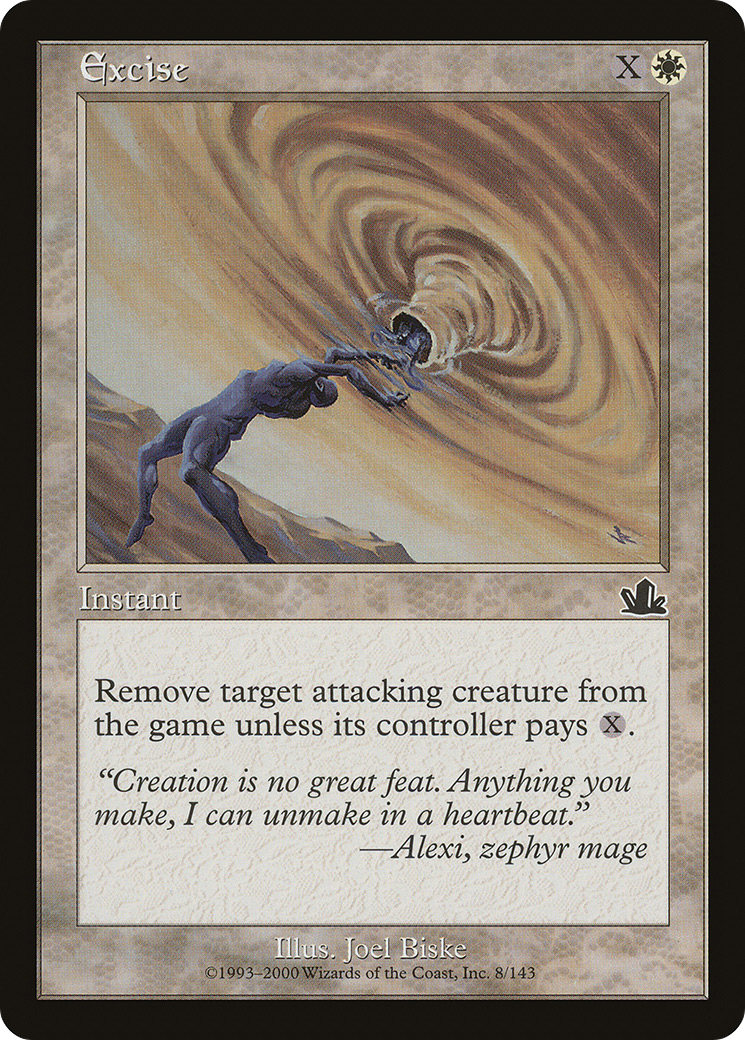 Excise X
Instant
Remove target attacking creature from
the game unless its controller pays X.
“Creation is no great feat. Anything you
make, I can unmake in a heartbeat.”
—Alexi, zephyr mage
Illus. Joel Biske
©1993–2000 Wizards of the Coast, Inc. 8/143